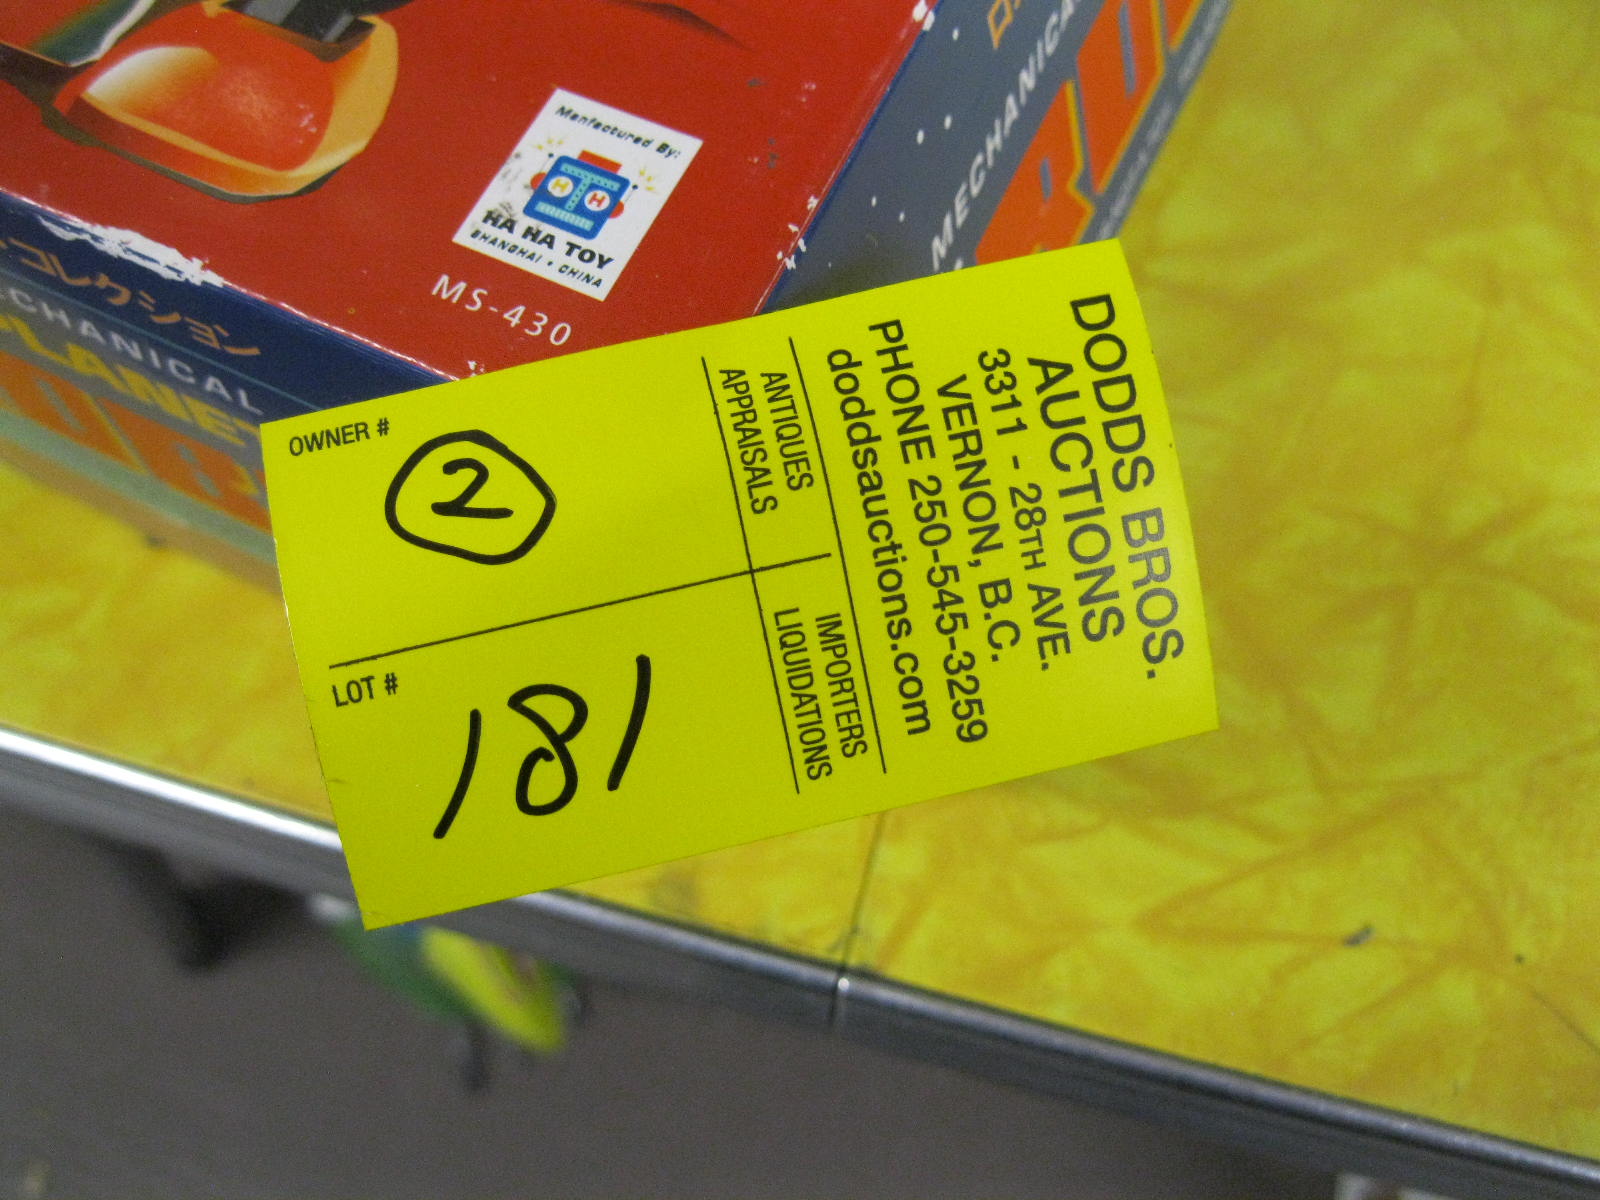 Manfactured By:
HA HA TOY
SHANGHAI • CHINA
MS-430
コレクション
MECHANICAL
PLANET
MECHANICAL
DODDS BROS.
AUCTIONS
3311 - 28TH AVE.
VERNON, B.C.
PHONE 250-545-3259
doddsauctions.com
ANTIQUES
APPRAISALS
IMPORTERS
LIQUIDATIONS
OWNER #
2
LOT #
181